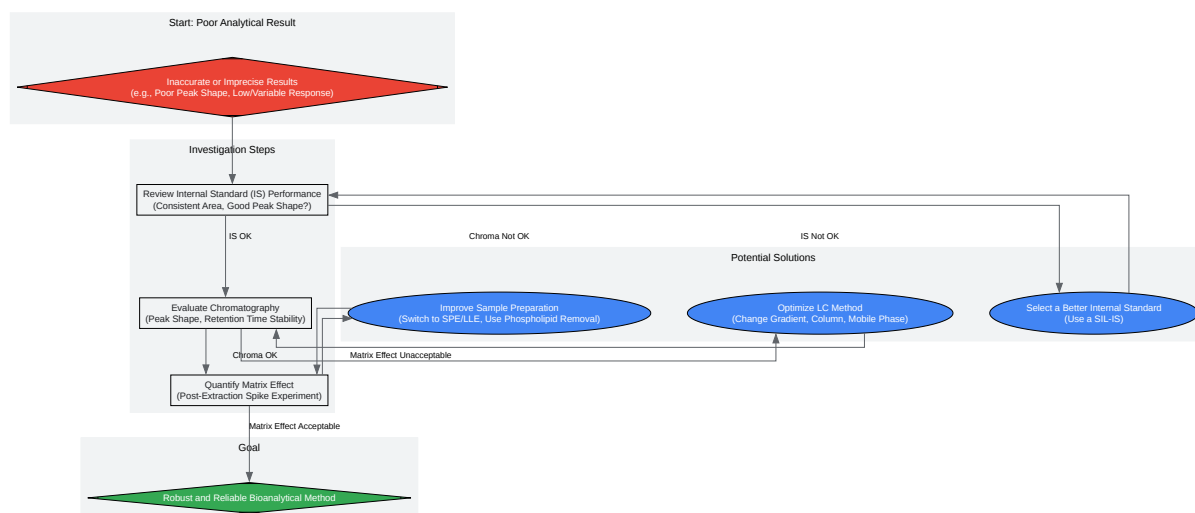 Start: Poor Analytical Result
Inaccurate or Imprecise Results
(e.g., Poor Peak Shape, Low/Variable Response)
Investigation Steps
Review Internal Standard (IS) Performance
(Consistent Area, Good Peak Shape?)
IS OK
Chroma Not OK
IS Not OK
Potential Solutions
Evaluate Chromatography
(Peak Shape, Retention Time Stability)
Improve Sample Preparation
(Switch to SPE/LLE, Use Phospholipid Removal)
Optimize LC Method
(Change Gradient, Column, Mobile Phase)
Select a Better Internal Standard
(Use a SIL-IS)
Chroma OK
Matrix Effect Unacceptable
Quantify Matrix Effect
(Post-Extraction Spike Experiment)
Matrix Effect Acceptable
Goal
Robust and Reliable Bioanalytical Method